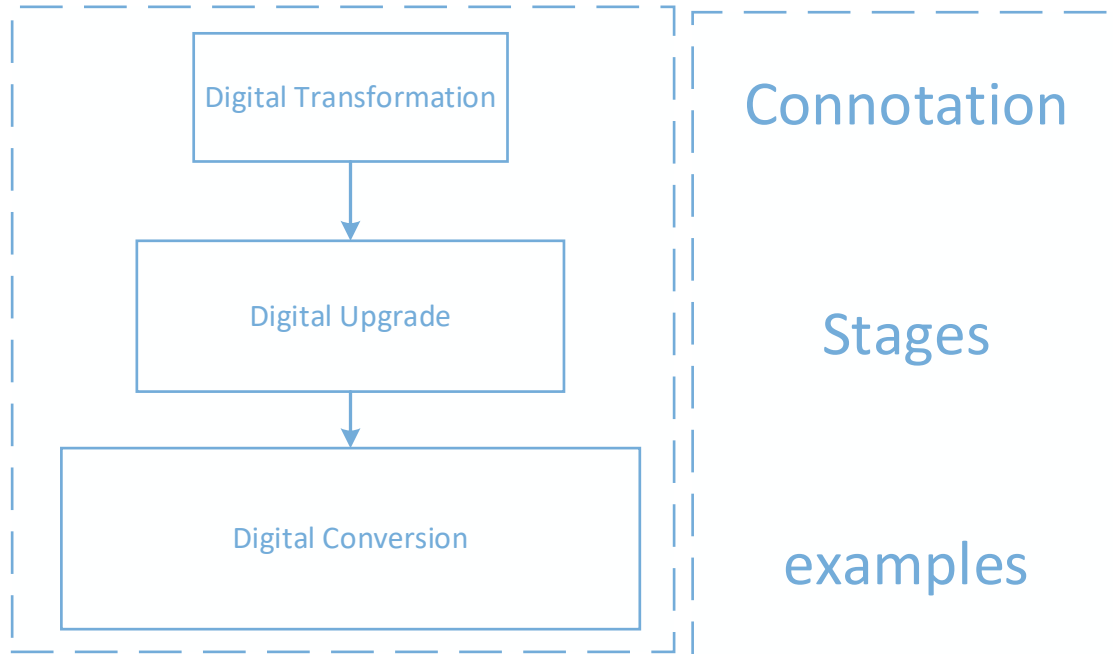 Digital Transformation
Connotation
Digital Upgrade
Stages
Digital Conversion
examples